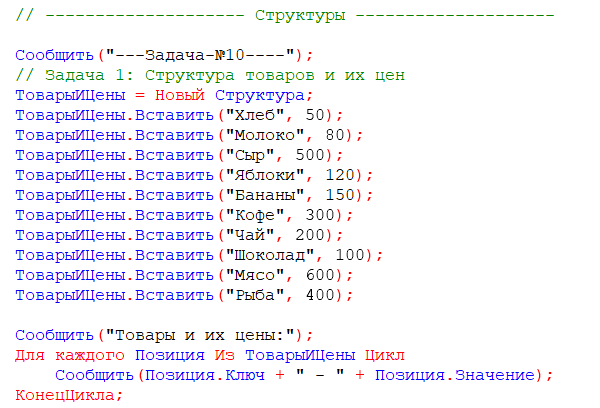 // -------------------- Структуры --------------------
Сообщить("---Задача-№10----");
// Задача 1: Структура товаров и их цен
ТоварыИЦены = Новый Структура;
ТоварыИЦены.Вставить("Хлеб", 50);
ТоварыИЦены.Вставить("Молоко", 80);
ТоварыИЦены.Вставить("Сыр", 500);
ТоварыИЦены.Вставить("Яблоки", 120);
ТоварыИЦены.Вставить("Бананы", 150);
ТоварыИЦены.Вставить("Кофе", 300);
ТоварыИЦены.Вставить("Чай", 200);
ТоварыИЦены.Вставить("Шоколад", 100);
ТоварыИЦены.Вставить("Мясо", 600);
ТоварыИЦены.Вставить("Рыба", 400);
Сообщить("Товары и их цены:");
Для каждого Позиция Из ТоварыИЦены Цикл
    Сообщить(Позиция.Ключ + " - " + Позиция.Значение);
КонецЦикла;